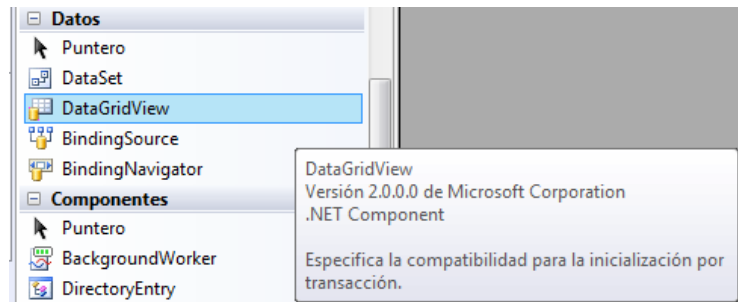 Datos
Puntero
DataSet
DataGridView
BindingSource
BindingNavigator
DataGridView
Versión 2.0.0.0 de Microsoft Corporation
.NET Component
Especifica la compatibilidad para la inicialización por
transacción.
Componentes
Puntero
BackgroundWorker
DirectoryEntry